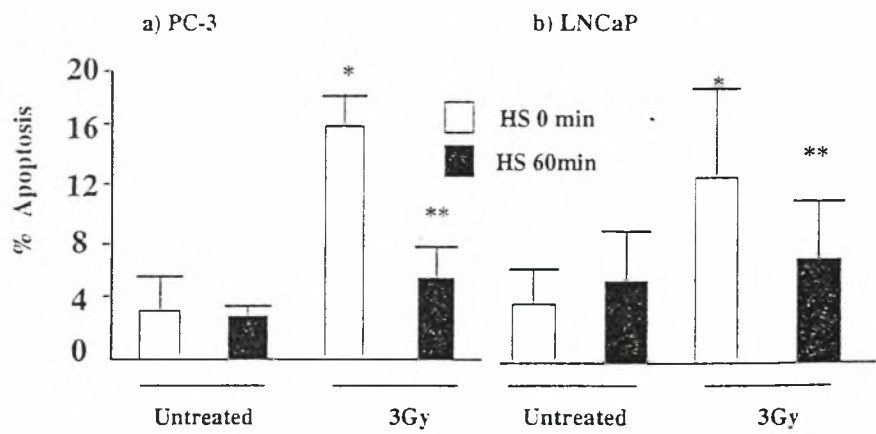 a) PC-3
b) LNCaP
% Apoptosis
20
16
12
8
4
0
*
**
HS 0 min
HS 60min
*
**
Untreated
3Gy
Untreated
3Gy